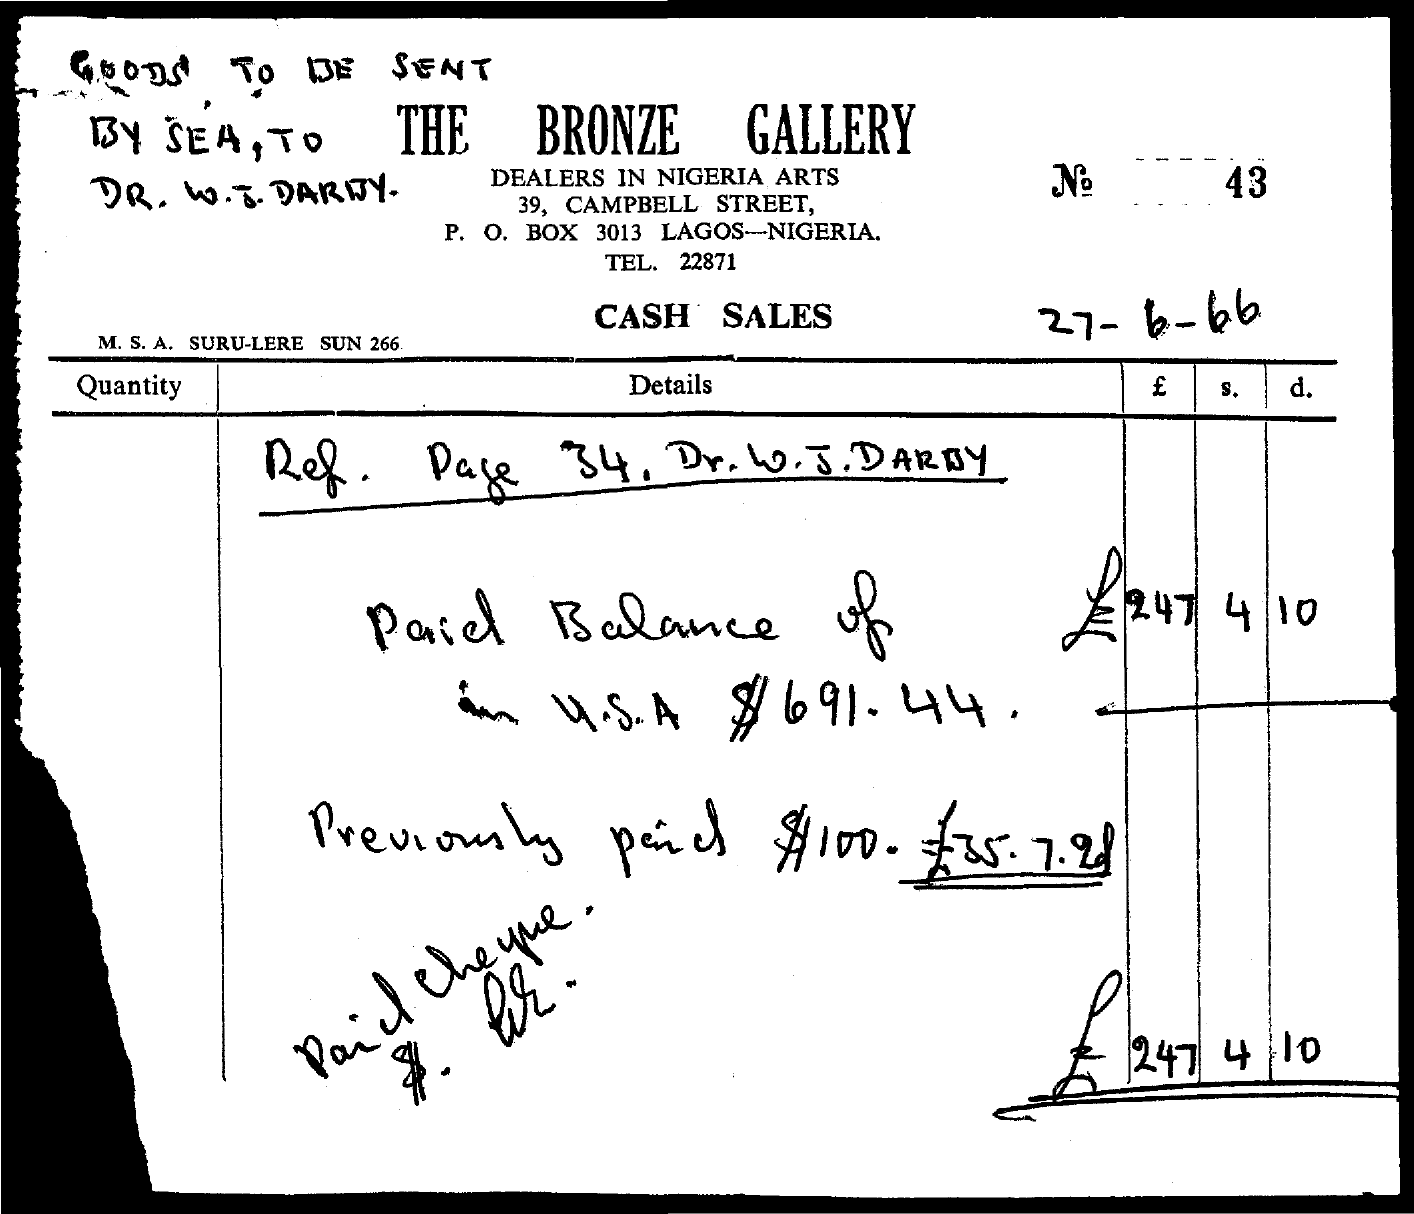 GOODS TO BE SENT
BY SEA, TO
DR. W. J. DARBY.
THE BRONZE GALLERY
DEALERS IN NIGERIA ARTS
39, CAMPBELL STREET,
P. O. BOX 3013 LAGOS—NIGERIA.
TEL. 22871
No 43
CASH SALES
27-6-66
M. S. A. SURU-LERE SUN 266
Quantity Details £ s. d.
Ref. Page 34, Dr. W. J. DARBY
Paid Balance of £ 247 4 10
in U.S.A $691.44.
Previously paid $100. £35.7.2d
Paid cheque.
$.
£ 247 4 10